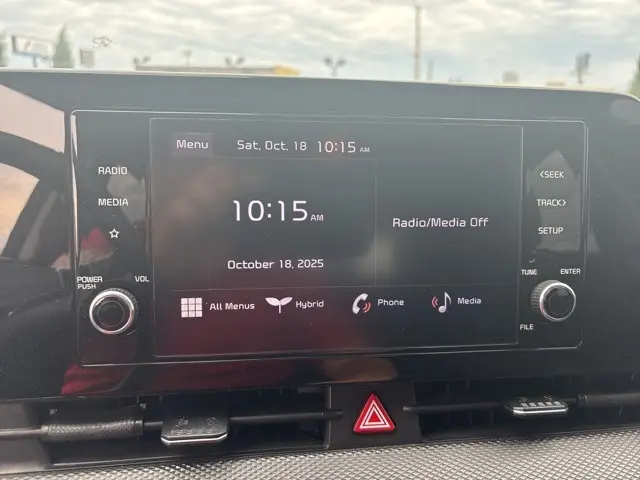 Menu
Sat, Oct. 18 10:15 AM
RADIO
MEDIA
POWER
PUSH
VOL
10:15 AM
October 18, 2025
Radio/Media Off
All Menus
Hybrid
Phone
Media
<SEEK
TRACK>
SETUP
TUNE
ENTER
FILE